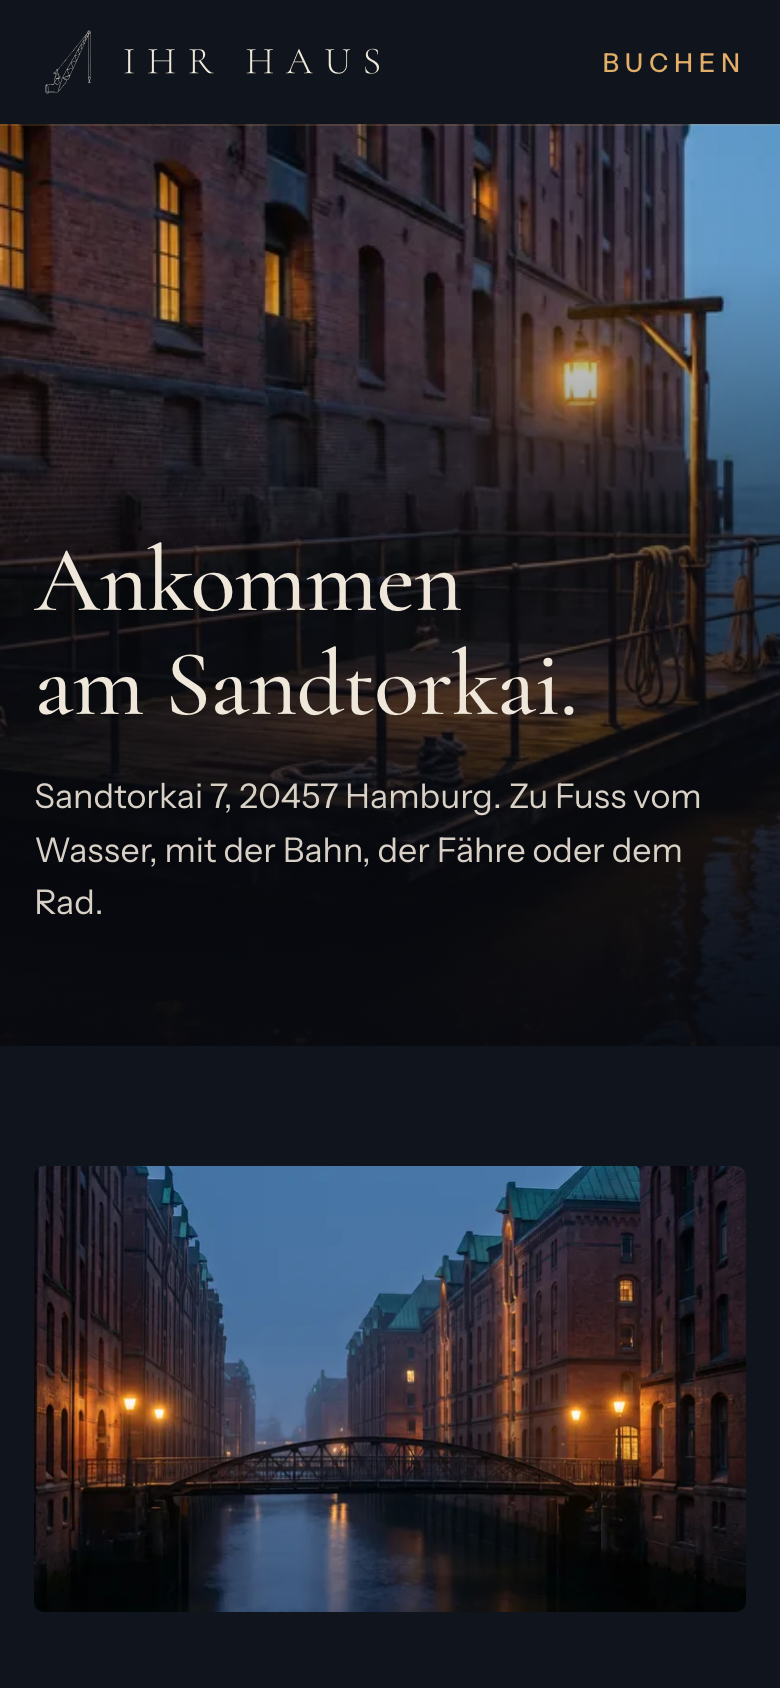 IHR HAUS
BUCHEN
Ankommen
am Sandtorkai.
Sandtorkai 7, 20457 Hamburg. Zu Fuss vom
Wasser, mit der Bahn, der Fähre oder dem
Rad.